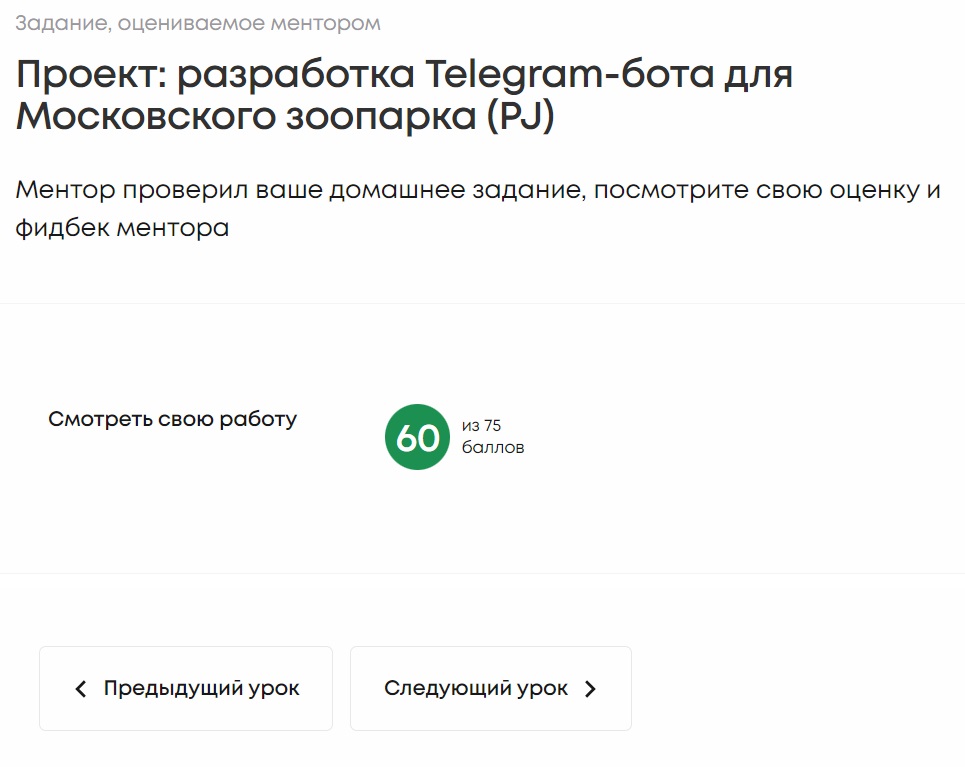 Задание, оцениваемое ментором
Проект: разработка Telegram-бота для
Московского зоопарка (PJ)
Ментор проверил ваше домашнее задание, посмотрите свою оценку и
фидбек ментора
Смотреть свою работу
60
из 75
баллов
Предыдущий урок
Следующий урок